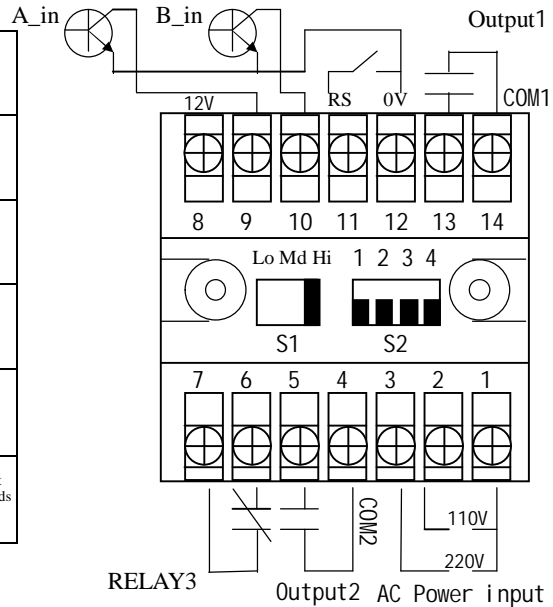 A_in B_in Output1
12V RS 0V COM1
8 9 10 11 12 13 14
Lo Md Hi 1 2 3 4
S1 S2
7 6 5 4 3 2 1
ds
COM2
110V
220V
RELAY3 Output2 AC Power input